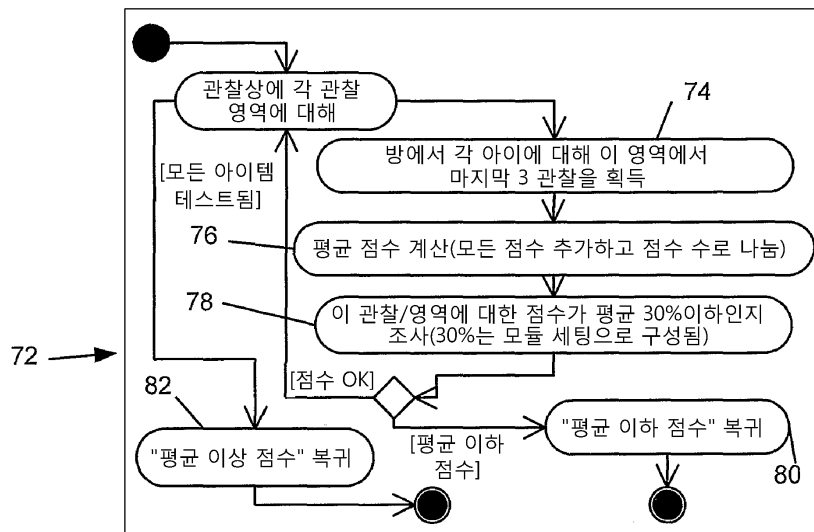 관찰상에 각 관찰
영역에 대해
74
방에서 각 아이에 대해 이 영역에서
마지막 3 관찰을 획득
[모든 아이템
테스트됨]
76
평균 점수 계산(모든 점수 추가하고 점수 수로 나눔)
78
이 관찰/영역에 대한 점수가 평균 30%이하인지
조사(30%는 모듈 세팅으로 구성됨)
72
[점수 OK]
82
"평균 이상 점수" 복귀
[평균 이하
점수]
"평균 이하 점수" 복귀
80